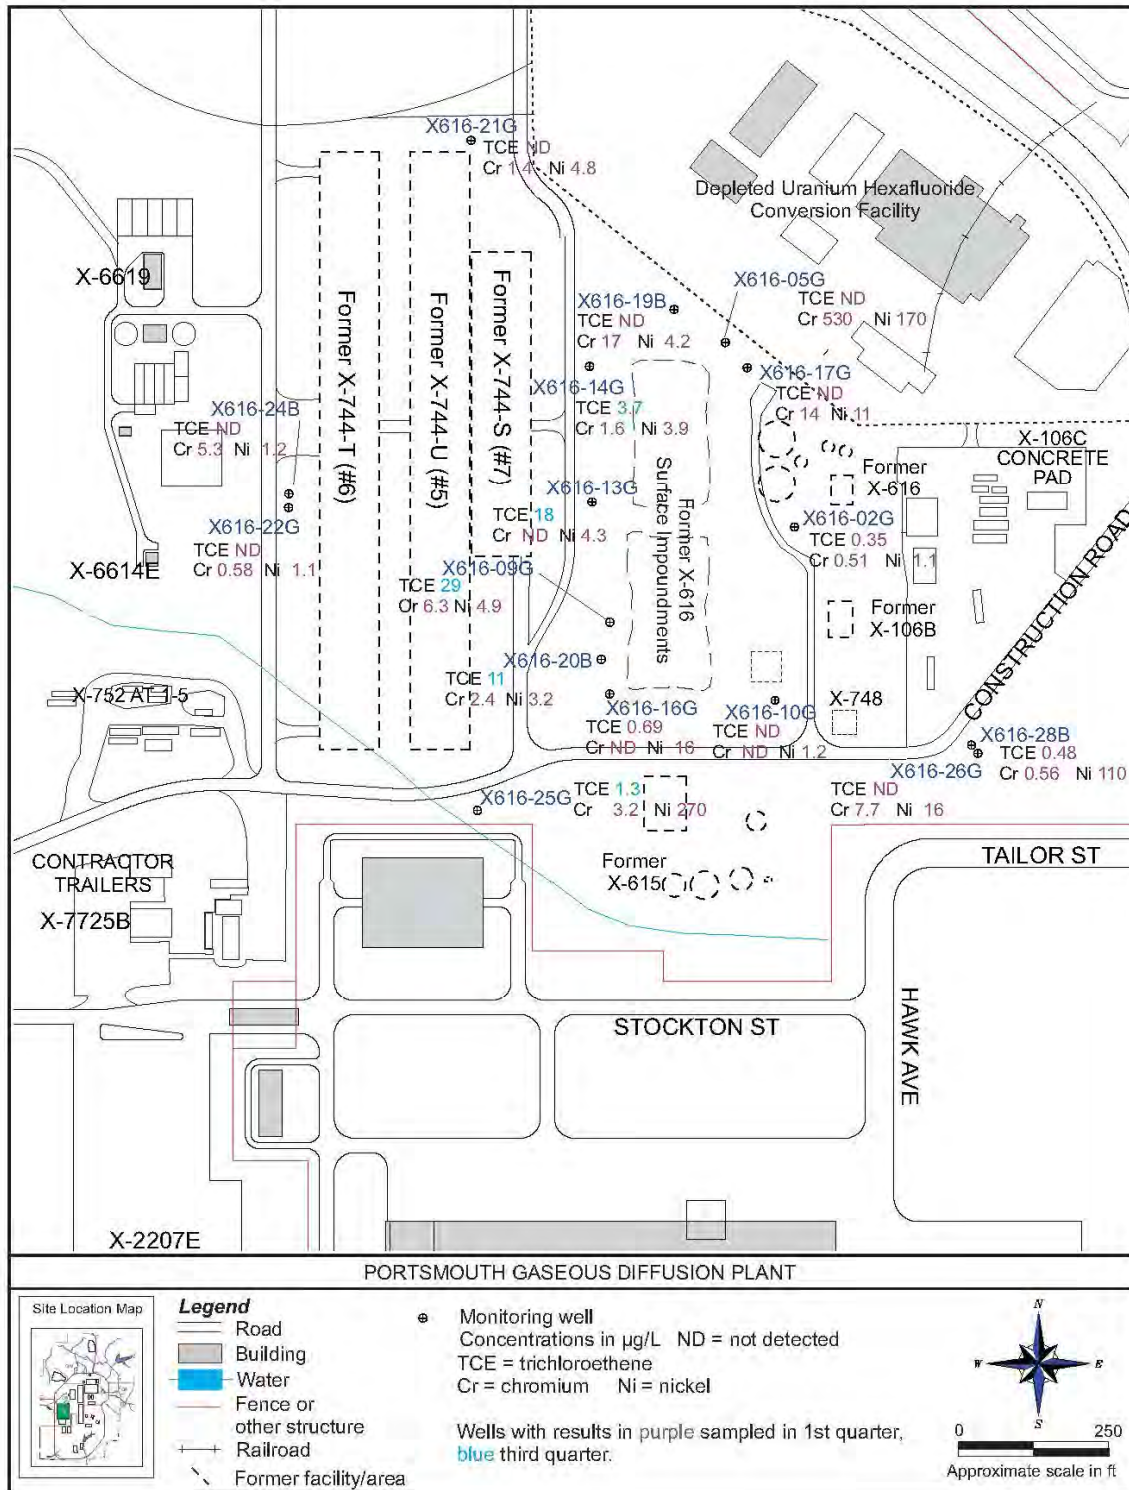 X616-21G
TCE ND
Cr 1.4 Ni 4.8
Depleted Uranium Hexafluoride
Conversion Facility
X-6619
X616-19B
TCE ND
Cr 17 Ni 4.2
X616-05G
TCE ND
Cr 530 Ni 170
Former X-744-T (#6)
Former X-744-U (#5)
Former X-744-S (#7)
X616-14G
TCE 3.7
Cr 1.6 Ni 3.9
X616-17G
TCE ND
Cr 14 Ni 11
X616-24B
TCE ND
Cr 5.3 Ni 1.2
X-106C
CONCRETE
PAD
Former
X-616
Former X-616
Surface Impoundments
X616-13G
TCE 18
Cr ND Ni 4.3
X616-02G
TCE 0.35
Cr 0.51 Ni 1.1
X616-22G
TCE ND
Cr 0.58 Ni 1.1
X-6614E
X616-09G
TCE 29
Cr 6.3 Ni 4.9
Former
X-106B
CONSTRUCTION ROAD
X616-20B
TCE 11
Cr 2.4 Ni 3.2
X-752 AT 1-5
X616-16G
TCE 0.69
Cr ND Ni 16
X616-10G
TCE ND
Cr ND Ni 1.2
X-748
X616-28B
TCE 0.48
Cr 0.56 Ni 110
X616-26G
TCE ND
Cr 7.7 Ni 16
X616-25G
TCE 1.3
Cr 3.2 Ni 270
CONTRACTOR
TRAILERS
X-7725B
Former
X-615
TAILOR ST
HAWK AVE
STOCKTON ST
X-2207E
PORTSMOUTH GASEOUS DIFFUSION PLANT
Site Location Map
Legend
Road
Building
Water
Fence or
other structure
Railroad
Former facility/area
Monitoring well
Concentrations in µg/L ND = not detected
TCE = trichloroethene
Cr = chromium Ni = nickel
Wells with results in purple sampled in 1st quarter,
blue third quarter.
N
W E
S
0 250
Approximate scale in ft